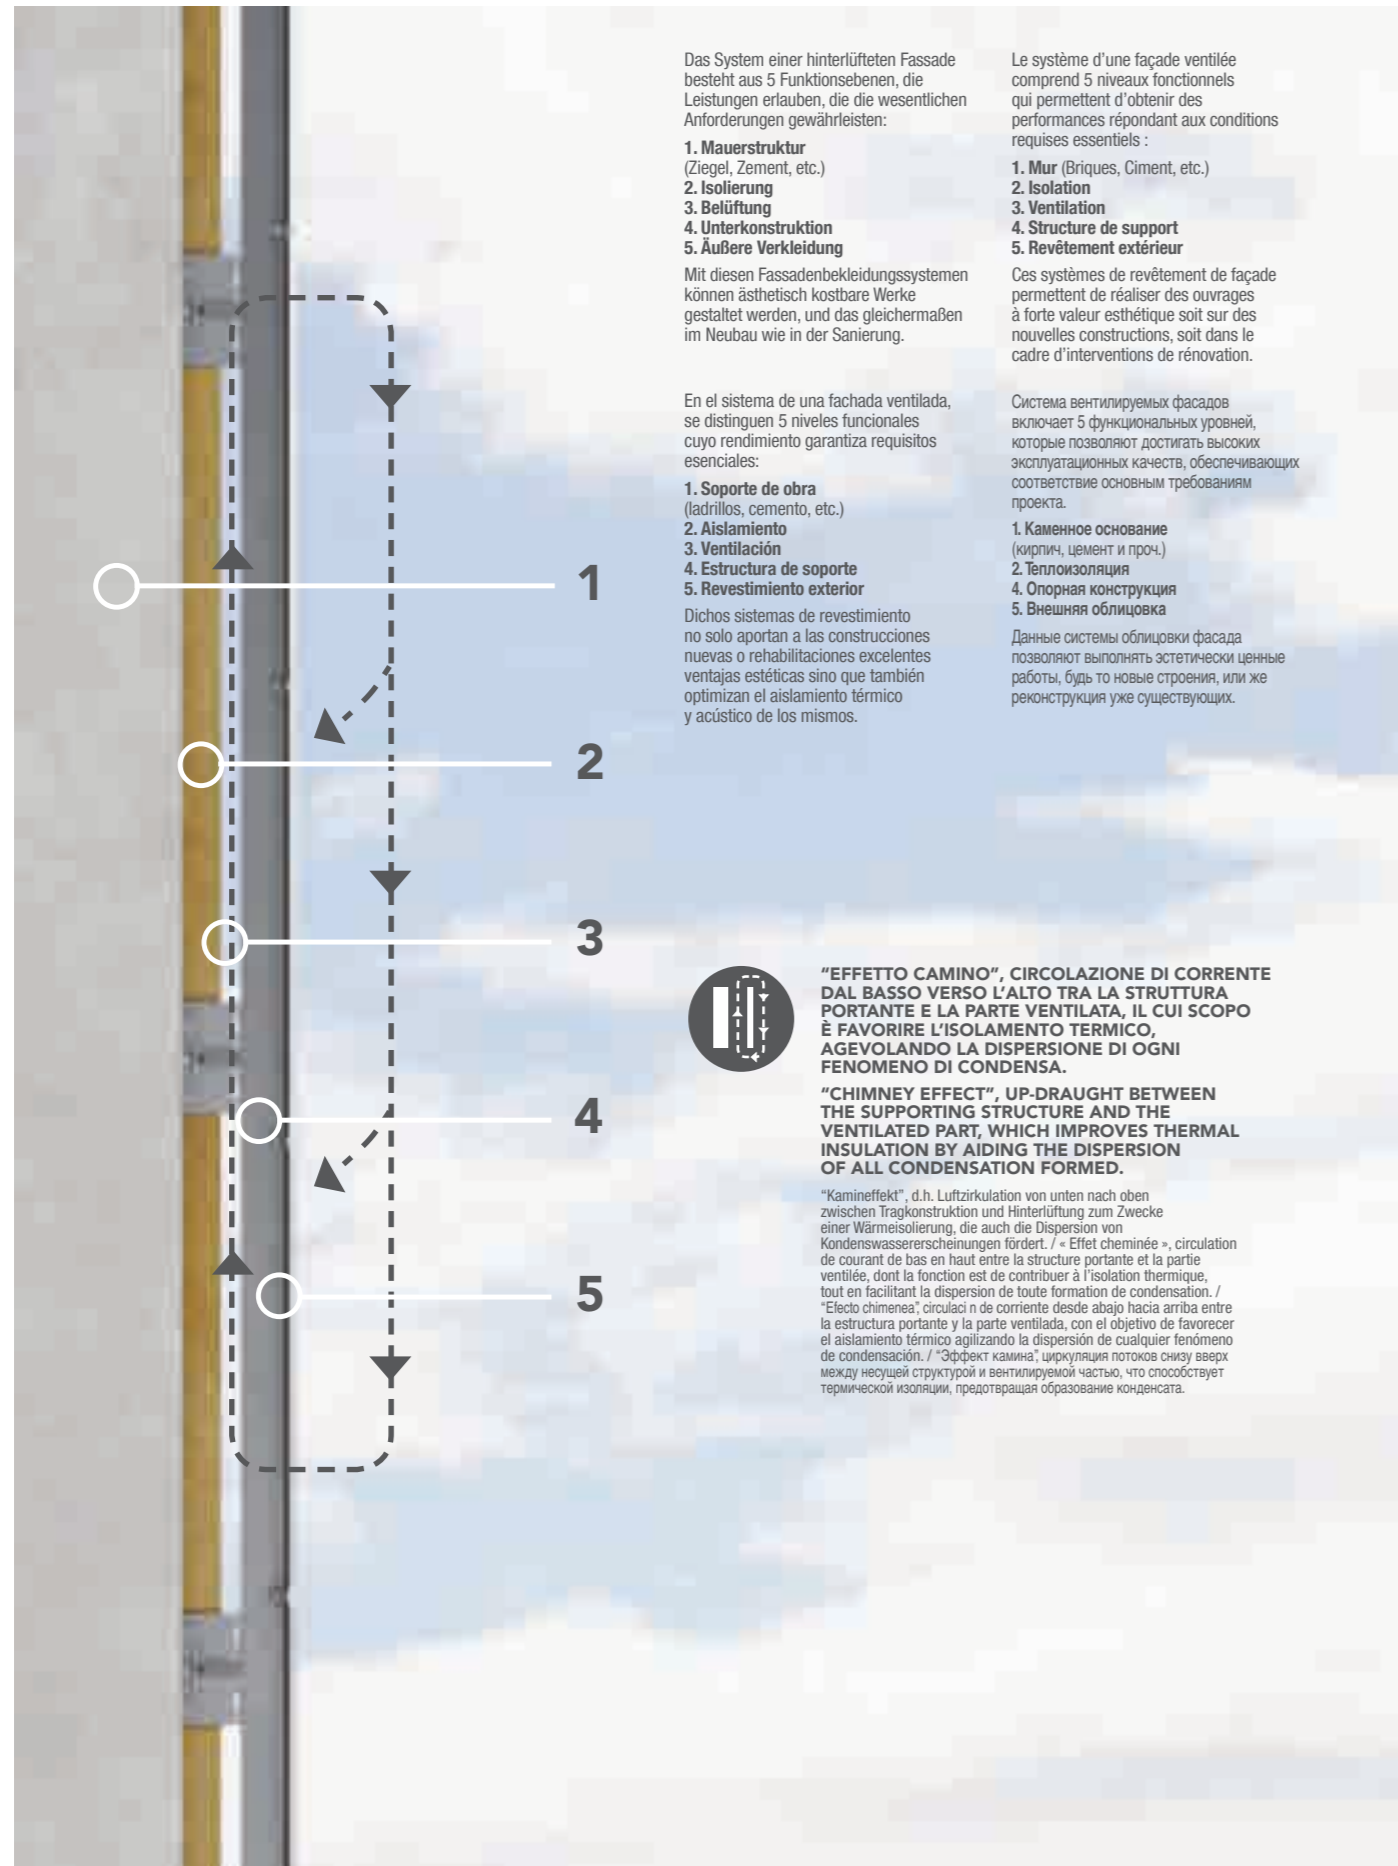 Das System einer hinterlüfteten Fassade
besteht aus 5 Funktionsebenen, die
Leistungen erlauben, die die wesentlichen
Anforderungen gewährleisten:
1. Mauerstruktur
(Ziegel, Zement, etc.)
2. Isolierung
3. Belüftung
4. Unterkonstruktion
5. Äußere Verkleidung
Mit diesen Fassadenbekleidungssystemen
können ästhetisch kostbare Werke
gestaltet werden, und das gleichermaßen
im Neubau wie in der Sanierung.
Le système d'une façade ventilée
comprend 5 niveaux fonctionnels
qui permettent d'obtenir des
performances répondant aux conditions
requises essentiels :
1. Mur (Briques, Ciment, etc.)
2. Isolation
3. Ventilation
4. Structure de support
5. Revêtement extérieur
Ces systèmes de revêtement de façade
permettent de réaliser des ouvrages
à forte valeur esthétique soit sur des
nouvelles constructions, soit dans le
cadre d'interventions de rénovation.
En el sistema de una fachada ventilada,
se distinguen 5 niveles funcionales
cuyo rendimiento garantiza requisitos
esenciales:
1. Soporte de obra
(ladrillos, cemento, etc.)
2. Aislamiento
3. Ventilación
4. Estructura de soporte
5. Revestimiento exterior
Dichos sistemas de revestimiento
no solo aportan a las construcciones
nuevas o rehabilitaciones excelentes
ventajas estéticas sino que también
optimizan el aislamiento térmico
y acústico de los mismos.
Система вентилируемых фасадов
включает 5 функциональных уровней,
которые позволяют достигать высоких
эксплуатационных качеств, обеспечивающих
соответствие основным требованиям
проекта.
1. Каменное основание
(кирпич, цемент и проч.)
2. Теплоизоляция
4. Опорная конструкция
5. Внешняя облицовка
Данные системы облицовки фасада
позволяют выполнять эстетически ценные
работы, будь то новые строения, или же
реконструкция уже существующих.
1
2
3
4
5
"EFFETTO CAMINO", CIRCOLAZIONE DI CORRENTE
DAL BASSO VERSO L'ALTO TRA LA STRUTTURA
PORTANTE E LA PARTE VENTILATA, IL CUI SCOPO
È FAVORIRE L'ISOLAMENTO TERMICO,
AGEVOLANDO LA DISPERSIONE DI OGNI
FENOMENO DI CONDENSA.
"CHIMNEY EFFECT", UP-DRAUGHT BETWEEN
THE SUPPORTING STRUCTURE AND THE
VENTILATED PART, WHICH IMPROVES THERMAL
INSULATION BY AIDING THE DISPERSION
OF ALL CONDENSATION FORMED.
"Kamineffekt", d.h. Luftzirkulation von unten nach oben
zwischen Tragkonstruktion und Hinterlüftung zum Zwecke
einer Wärmeisolierung, die auch die Dispersion von
Kondenswassererscheinungen fördert. / « Effet cheminée », circulation
de courant de bas en haut entre la structure portante et la partie
ventilée, dont la fonction est de contribuer à l'isolation thermique,
tout en facilitant la dispersion de toute formation de condensation. /
"Efecto chimenea", circulaci n de corriente desde abajo hacia arriba entre
la estructura portante y la parte ventilada, con el objetivo de favorecer
el aislamiento térmico agilizando la dispersión de cualquier fenómeno
de condensación. / "Эффект камина", циркуляция потоков снизу вверх
между несущей структурой и вентилируемой частью, что способствует
термической изоляции, предотвращая образование конденсата.